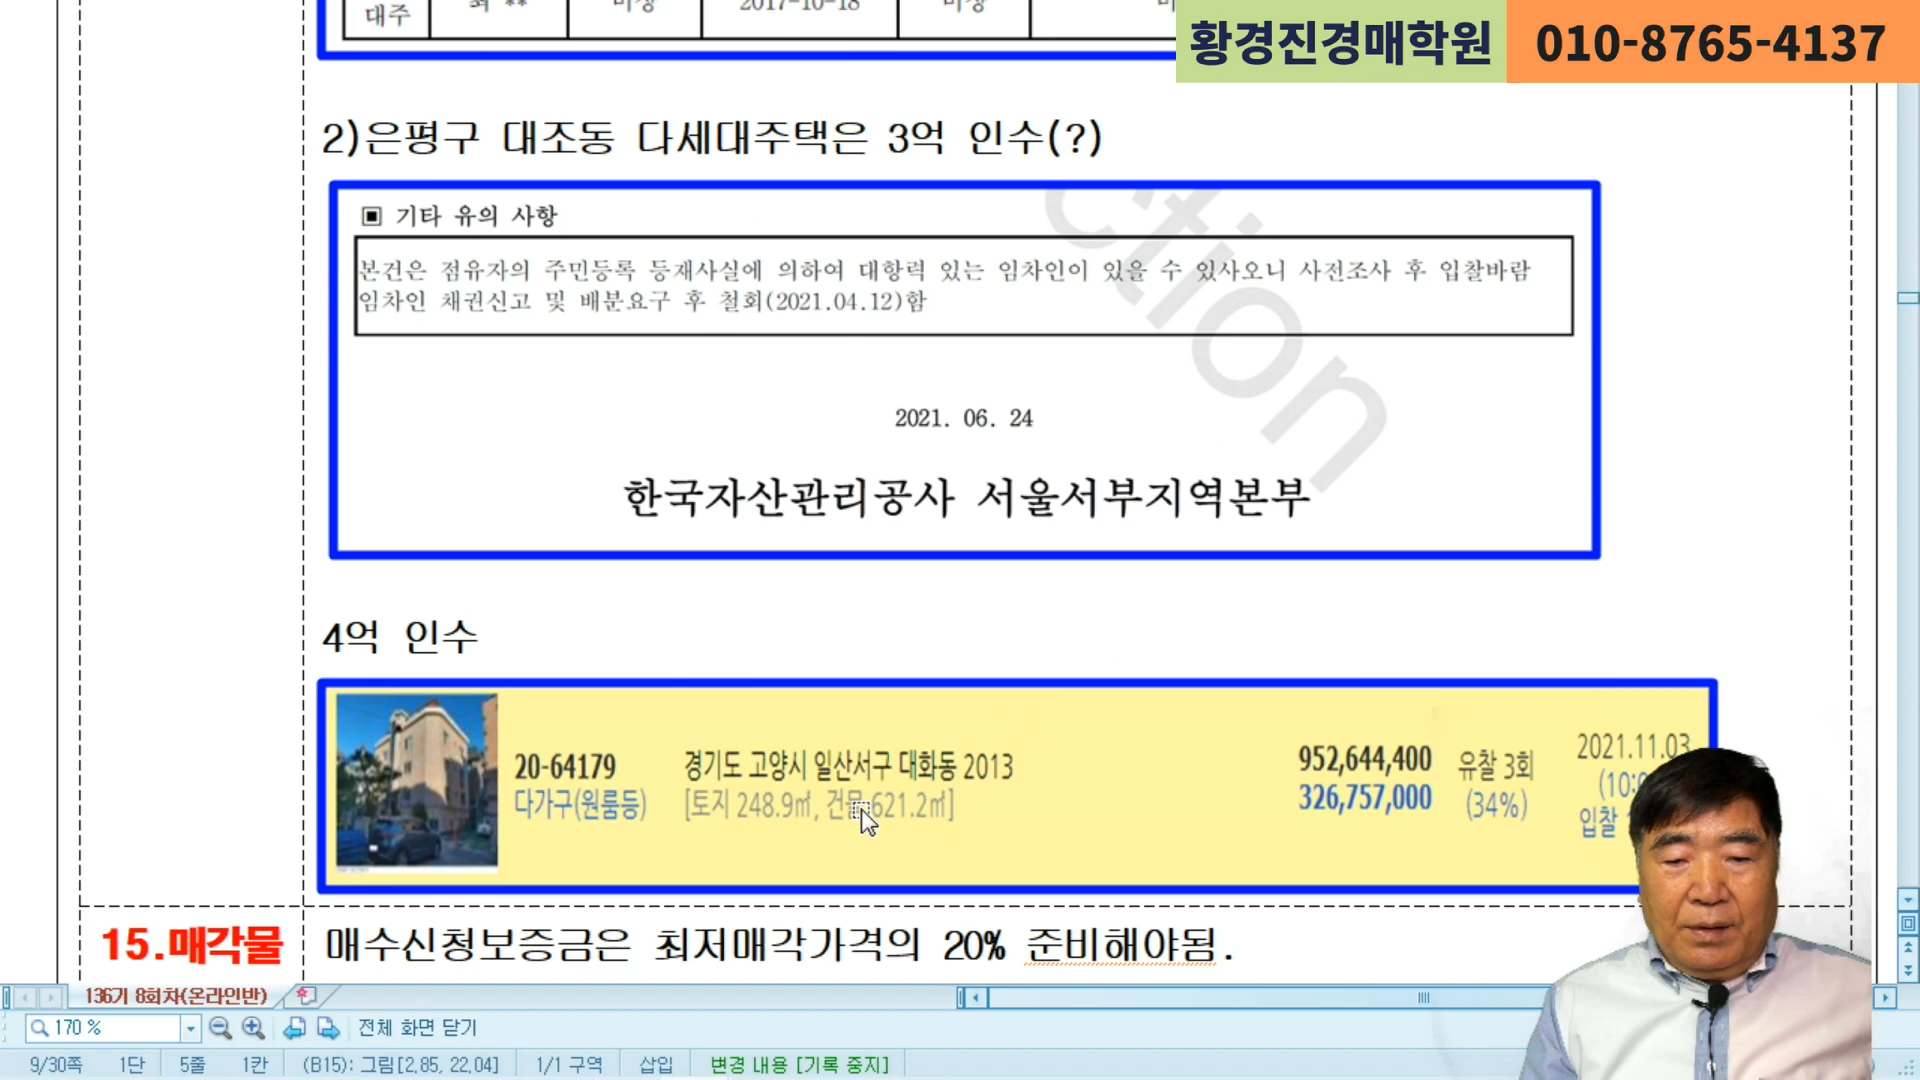 대주 최 ** 미상 2017-10-18 미상
황경진경매학원 010-8765-4137
2)은평구 대조동 다세대주택은 3억 인수(?)
▣ 기타 유의 사항
본건은 점유자의 주민등록 등재사실에 의하여 대항력 있는 임차인이 있을 수 있사오니 사전조사 후 입찰바람
임차인 채권신고 및 배분요구 후 철회(2021.04.12)함
ction
2021. 06. 24
한국자산관리공사 서울서부지역본부
4억 인수
20-64179 경기도 고양시 일산서구 대화동 2013 952,644,400 유찰 3회 2021.11.03
다가구(원룸등) [토지 248.9㎡, 건물 621.2㎡] 326,757,000 (34%) (10:
입찰
15.매각물 매수신청보증금은 최저매각가격의 20% 준비해야됨.
136기 8회차(온라인반)
170 % 전체 화면 닫기
9/30쪽 1단 5줄 1칸 (B15): 그림[2,85, 22,04] 1/1 구역 삽입 변경 내용 [기록 중지]